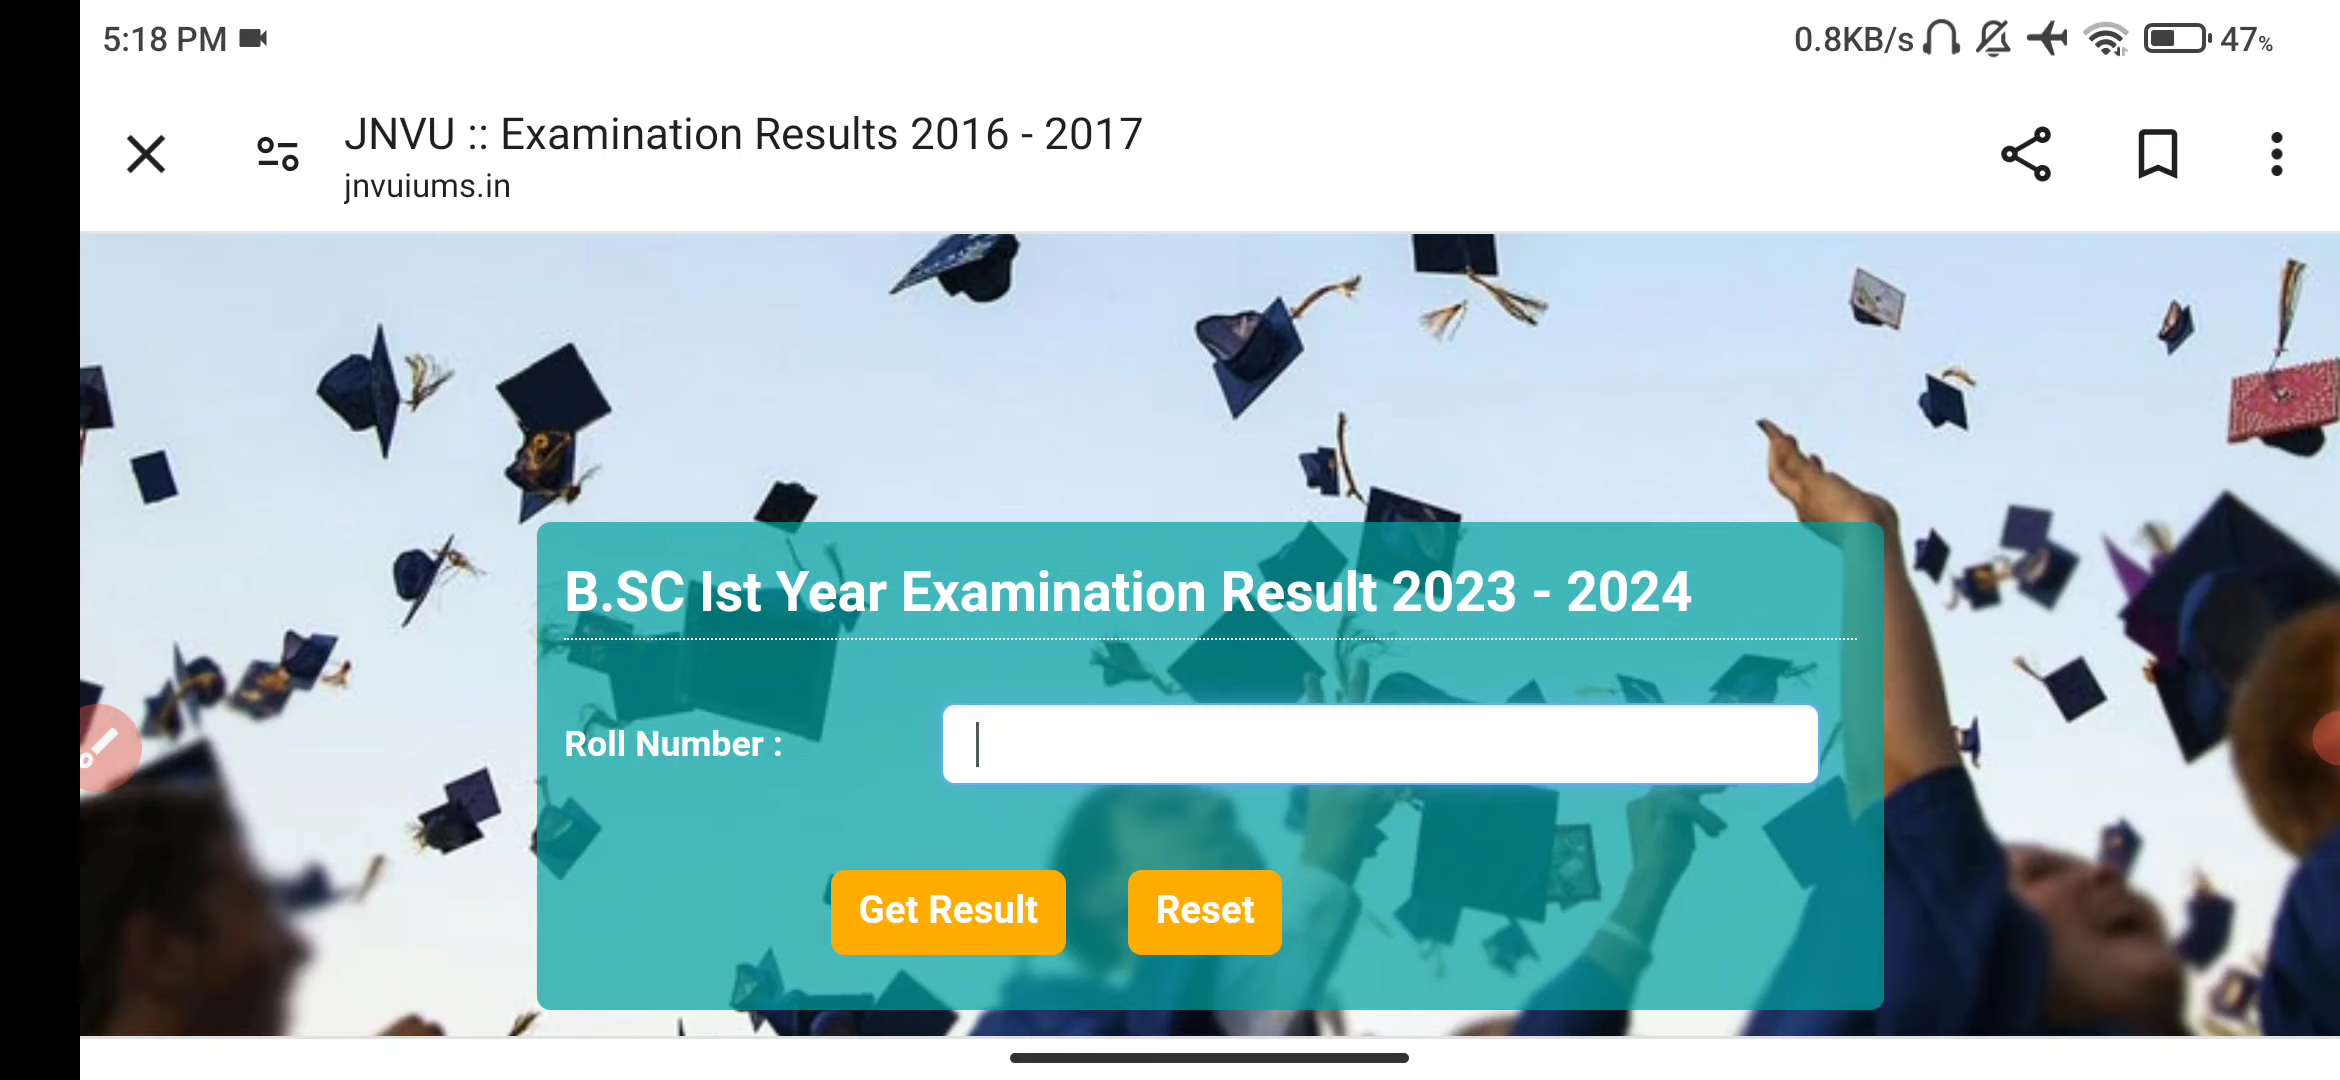 5:18 PM
0.8KB/s
47%
JNVU :: Examination Results 2016 - 2017
jnvuiums.in
B.SC Ist Year Examination Result 2023 - 2024
Roll Number :
Get Result
Reset